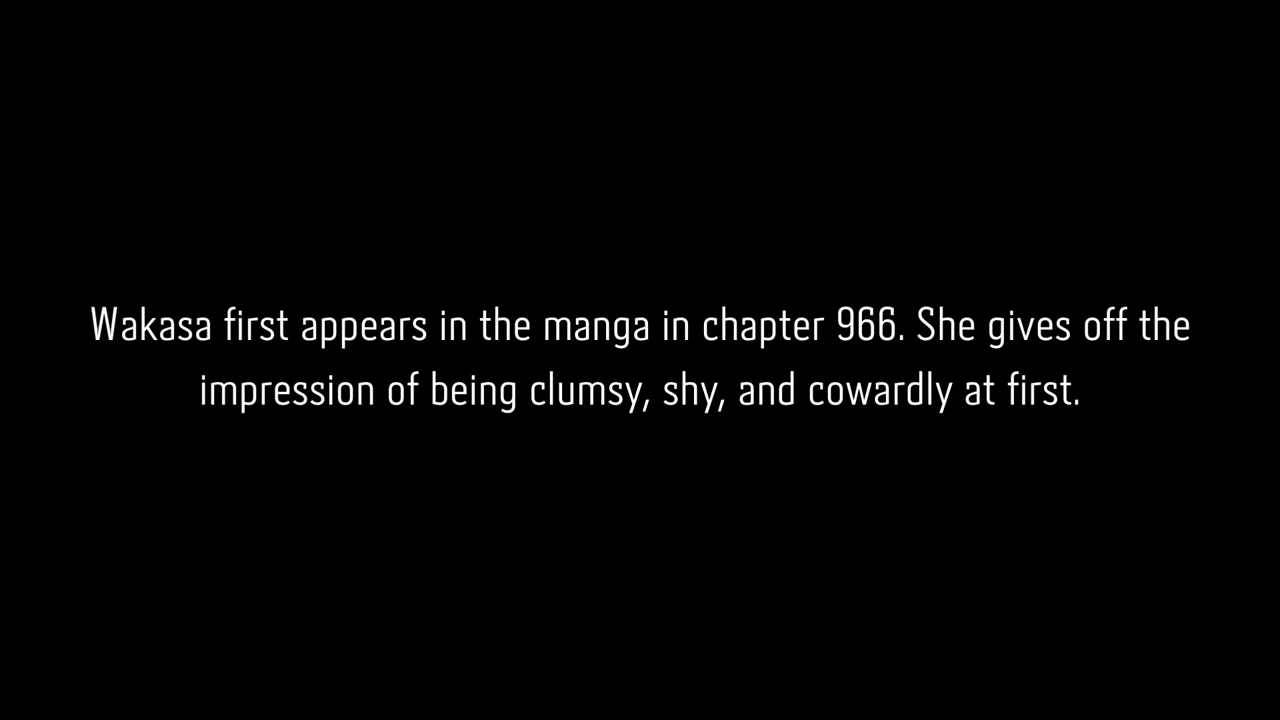 Wakasa first appears in the manga in chapter 966. She gives off the
impression of being clumsy, shy, and cowardly at first.